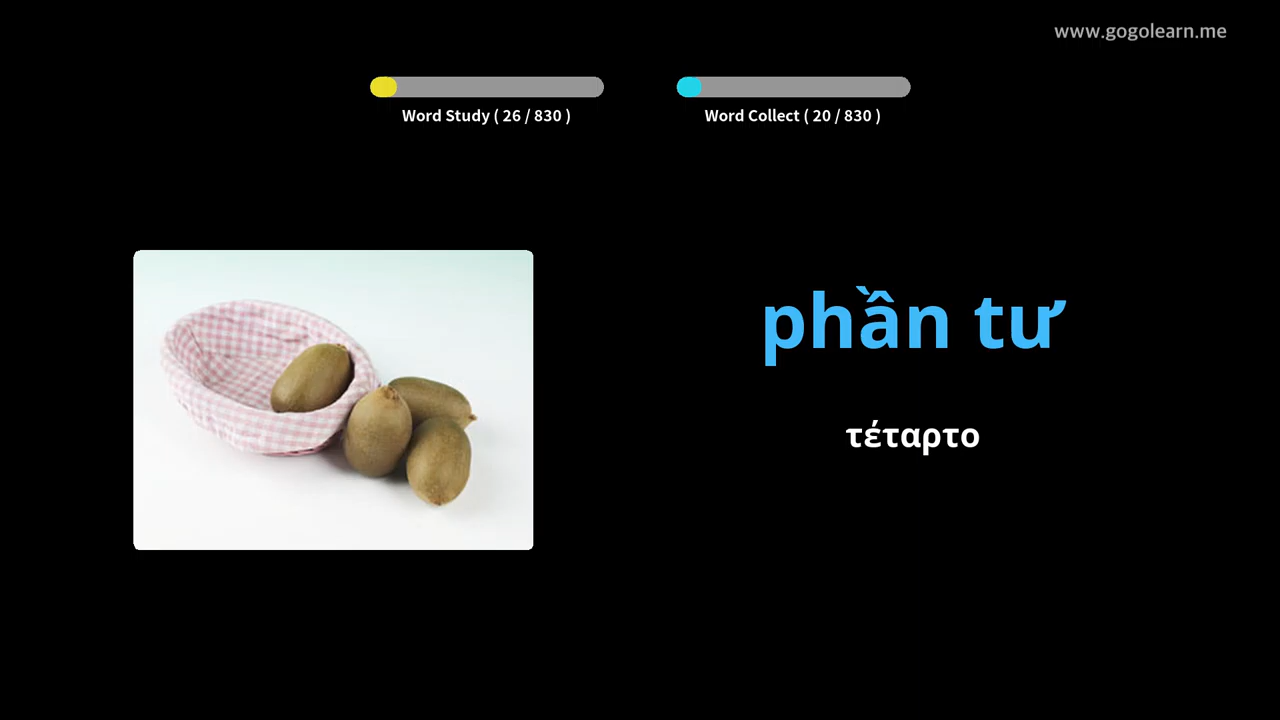 www.gogolearn.me
Word Study ( 26 / 830 )
Word Collect ( 20 / 830 )
phần tư
τέταρτο